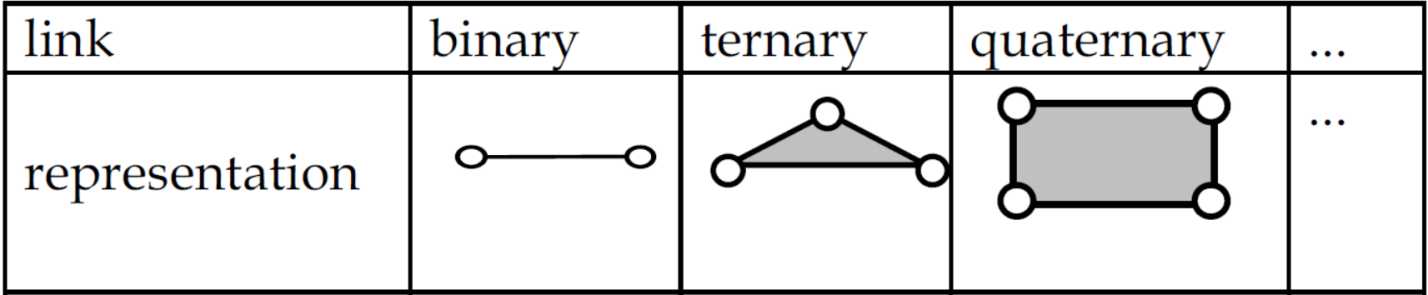 link binary ternary quaternary ...
representation ...